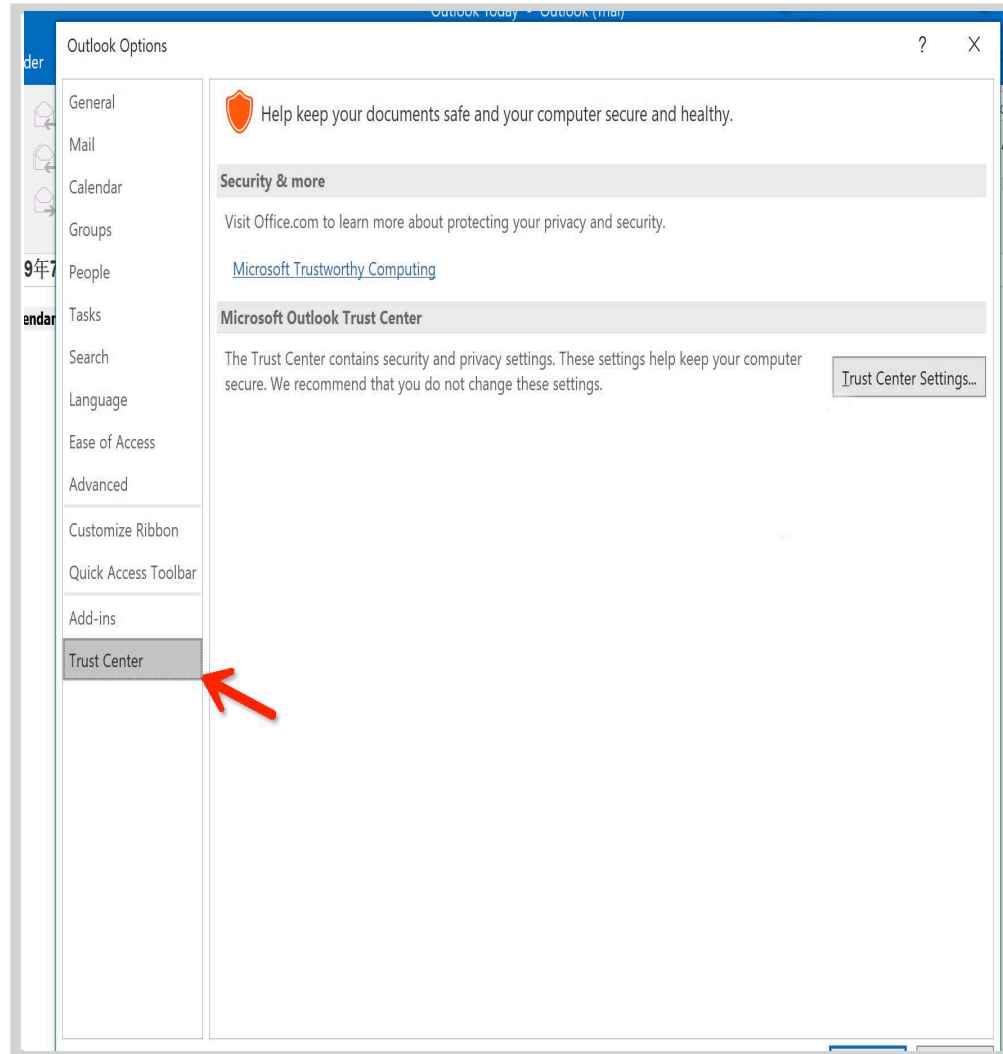 Outlook Today - Outlook (Trial)
Outlook Options
?
X
der
General
Mail
Calendar
Groups
9年7
People
endar
Tasks
Search
Language
Ease of Access
Advanced
Customize Ribbon
Quick Access Toolbar
Add-ins
Trust Center
Help keep your documents safe and your computer secure and healthy.
Security & more
Visit Office.com to learn more about protecting your privacy and security.
Microsoft Trustworthy Computing
Microsoft Outlook Trust Center
The Trust Center contains security and privacy settings. These settings help keep your computer
secure. We recommend that you do not change these settings.
Trust Center Settings...